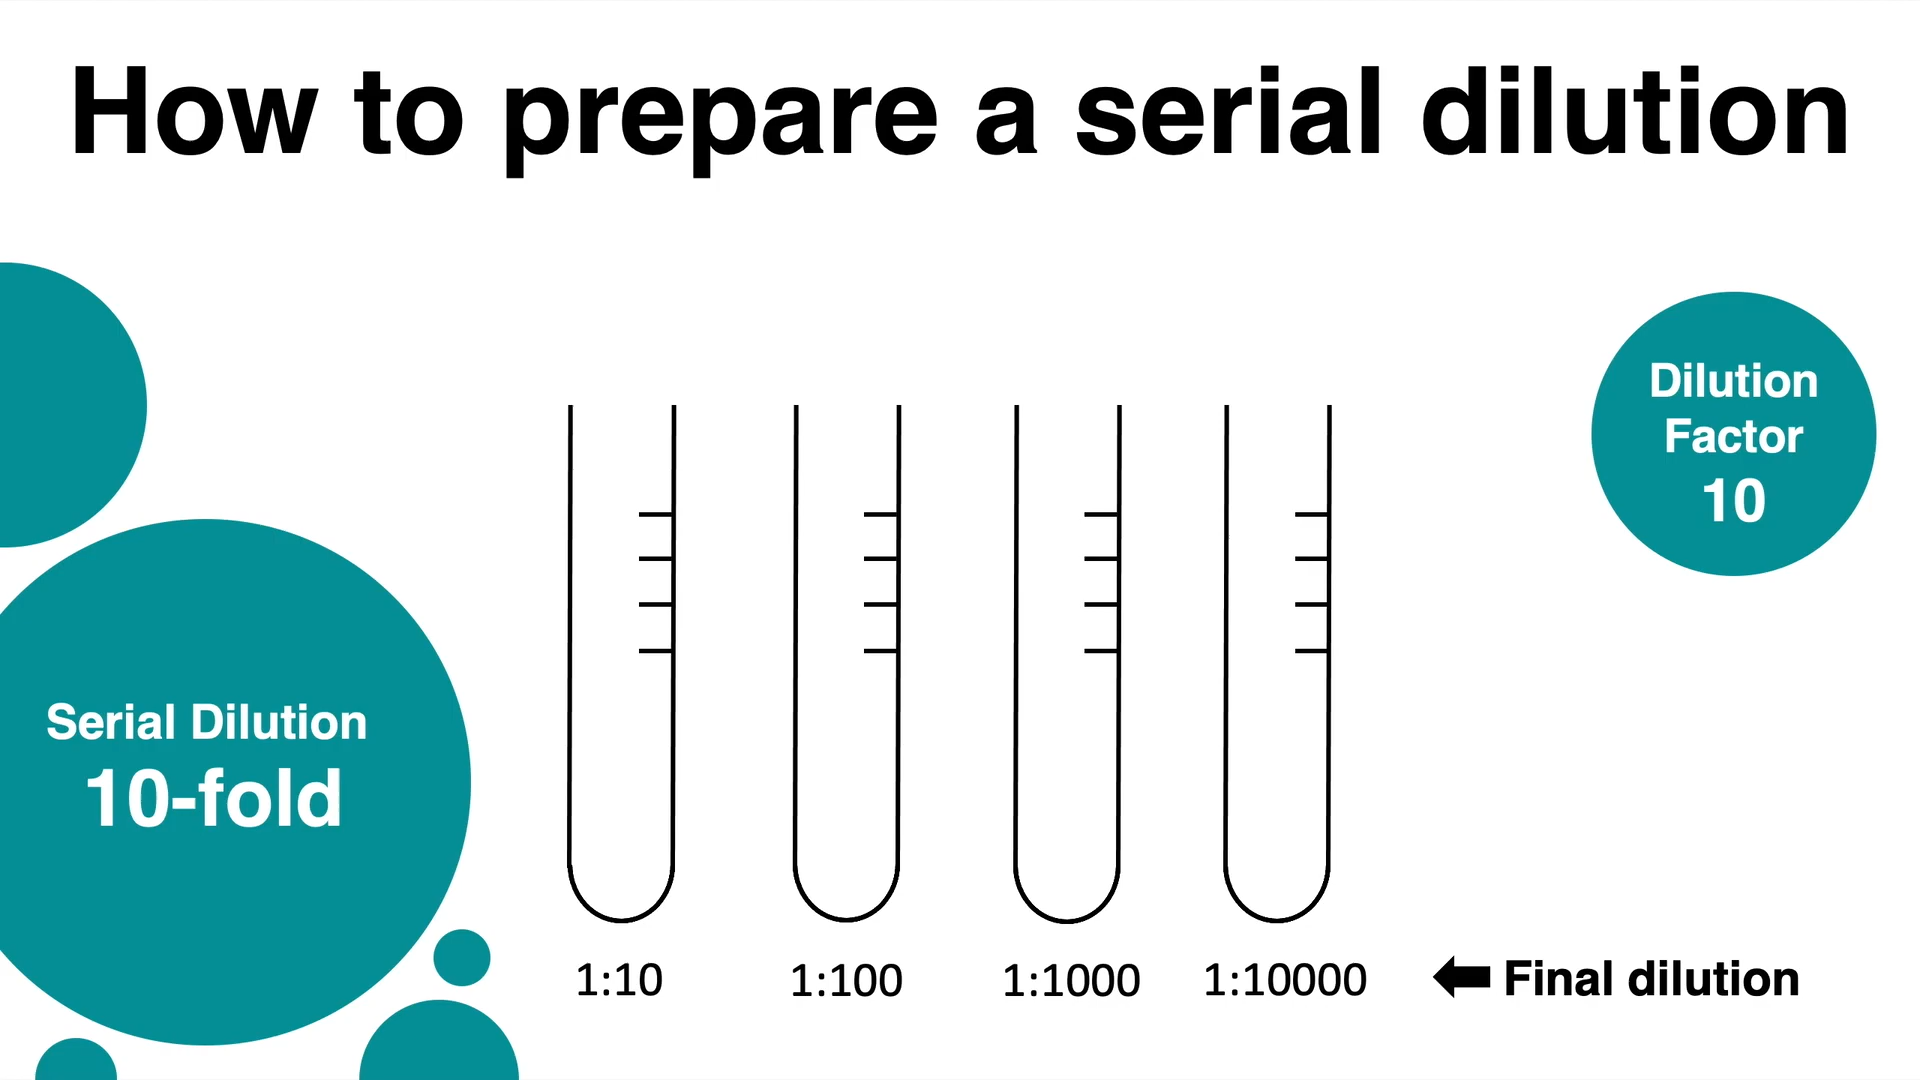 How to prepare a serial dilution
Dilution
Factor
10
Serial Dilution
10-fold
1:10 1:100 1:1000 1:10000 Final dilution